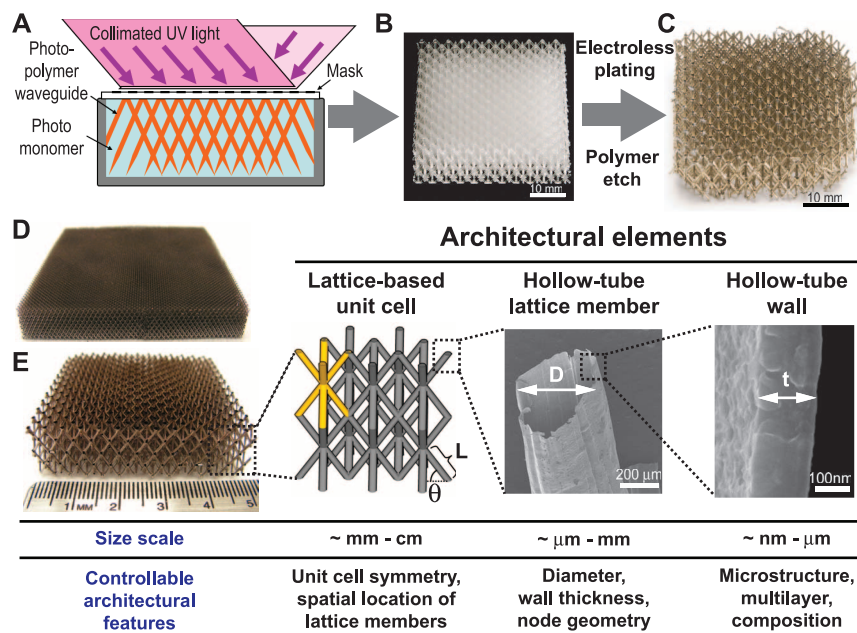 A
Collimated UV light
Photo-
polymer
waveguide
Mask
Photo
monomer
B
10 mm
Electroless
plating
Polymer
etch
C
10 mm
D
E
1 MM 2 3 4 5
Architectural elements
Lattice-based
unit cell
Hollow-tube
lattice member
Hollow-tube
wall
L
θ
D
200 μm
t
100nm
Size scale
~ mm - cm
~ μm - mm
~ nm - μm
Controllable
architectural
features
Unit cell symmetry,
spatial location of
lattice members
Diameter,
wall thickness,
node geometry
Microstructure,
multilayer,
composition